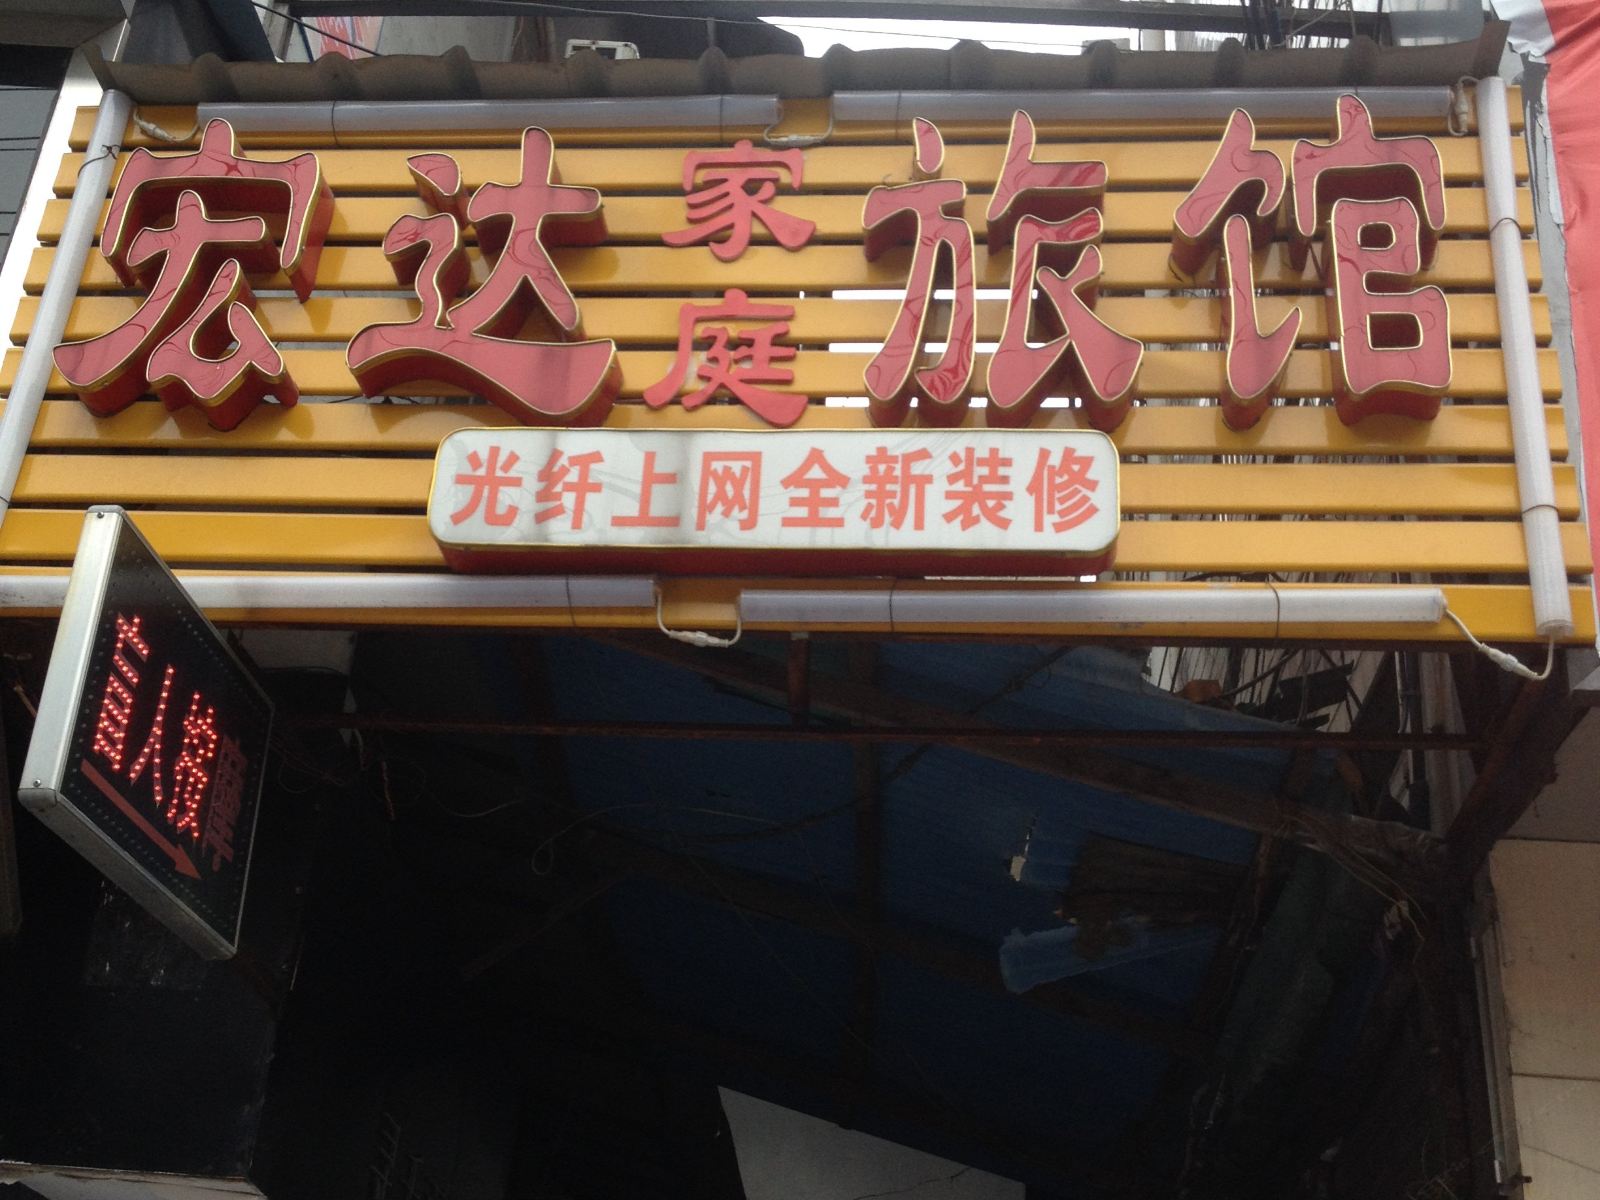 宏达家庭旅馆
光纤上网全新装修
盲人按